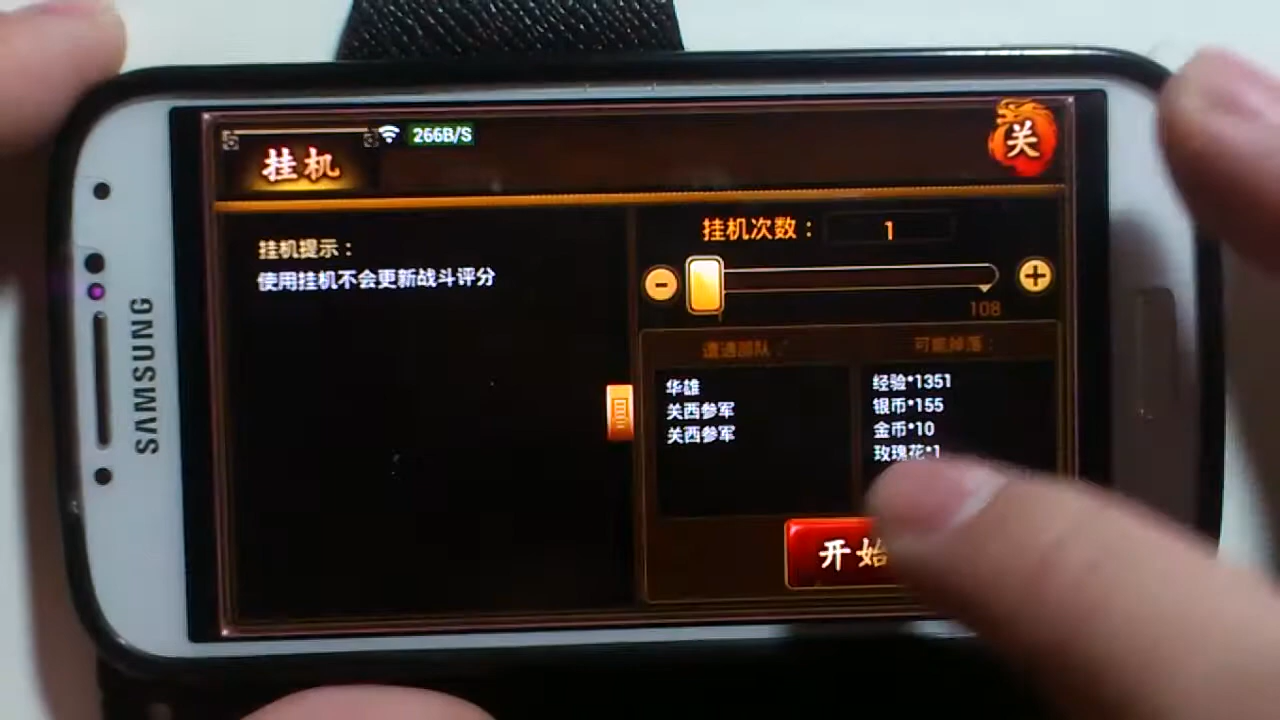 266B/S
关
挂机
挂机提示：
使用挂机不会更新战斗评分
挂机次数：1
108
遭遇部队：
可能掉落：
华雄
关西参军
关西参军
经验*1351
银币*155
金币*10
玫瑰花*1
开始
SAMSUNG